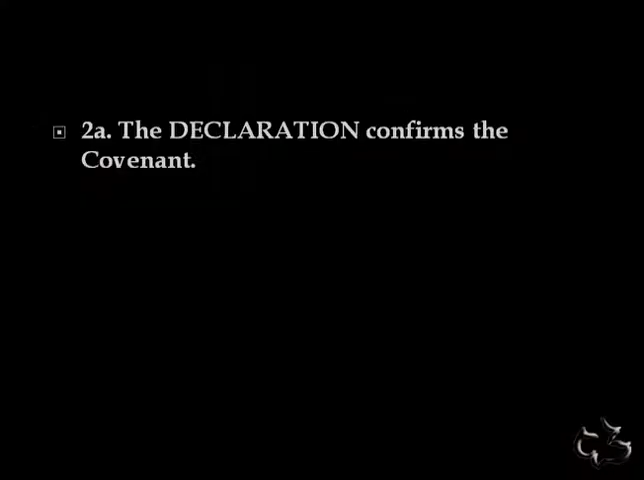 2a. The DECLARATION confirms the
Covenant.